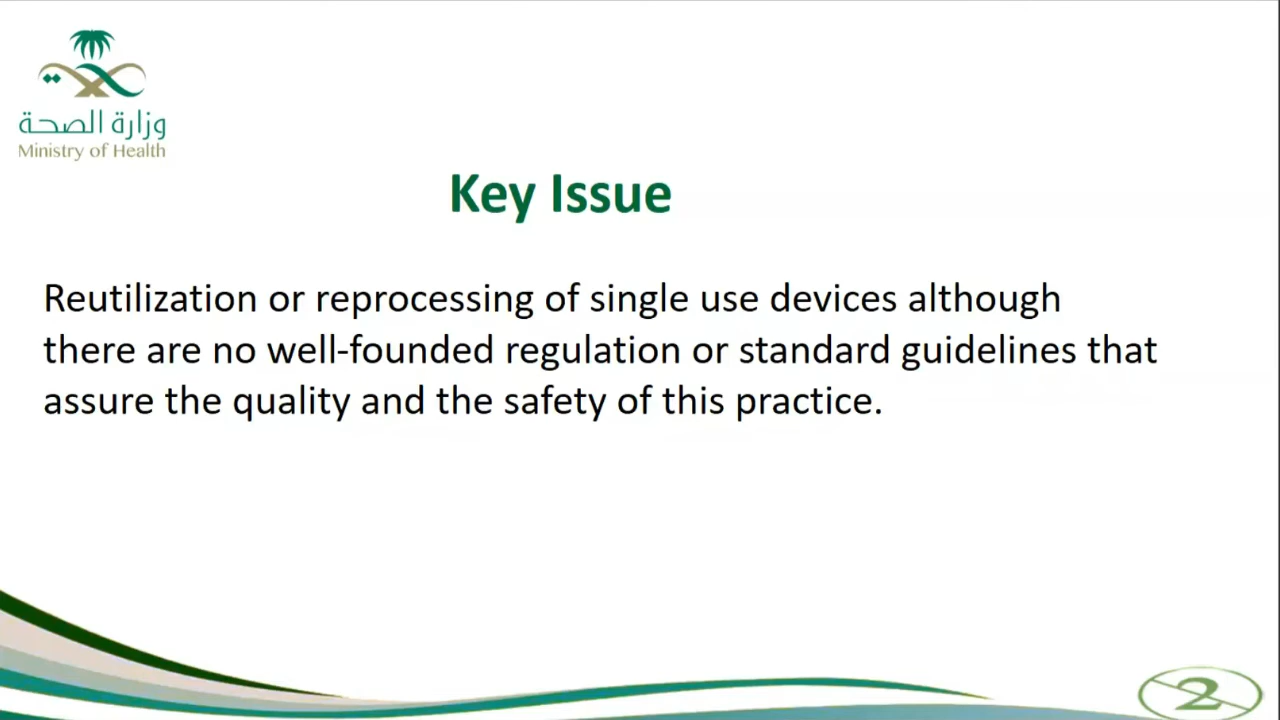 وزارة الصحة
Ministry of Health
Key Issue
Reutilization or reprocessing of single use devices although
there are no well-founded regulation or standard guidelines that
assure the quality and the safety of this practice.
2